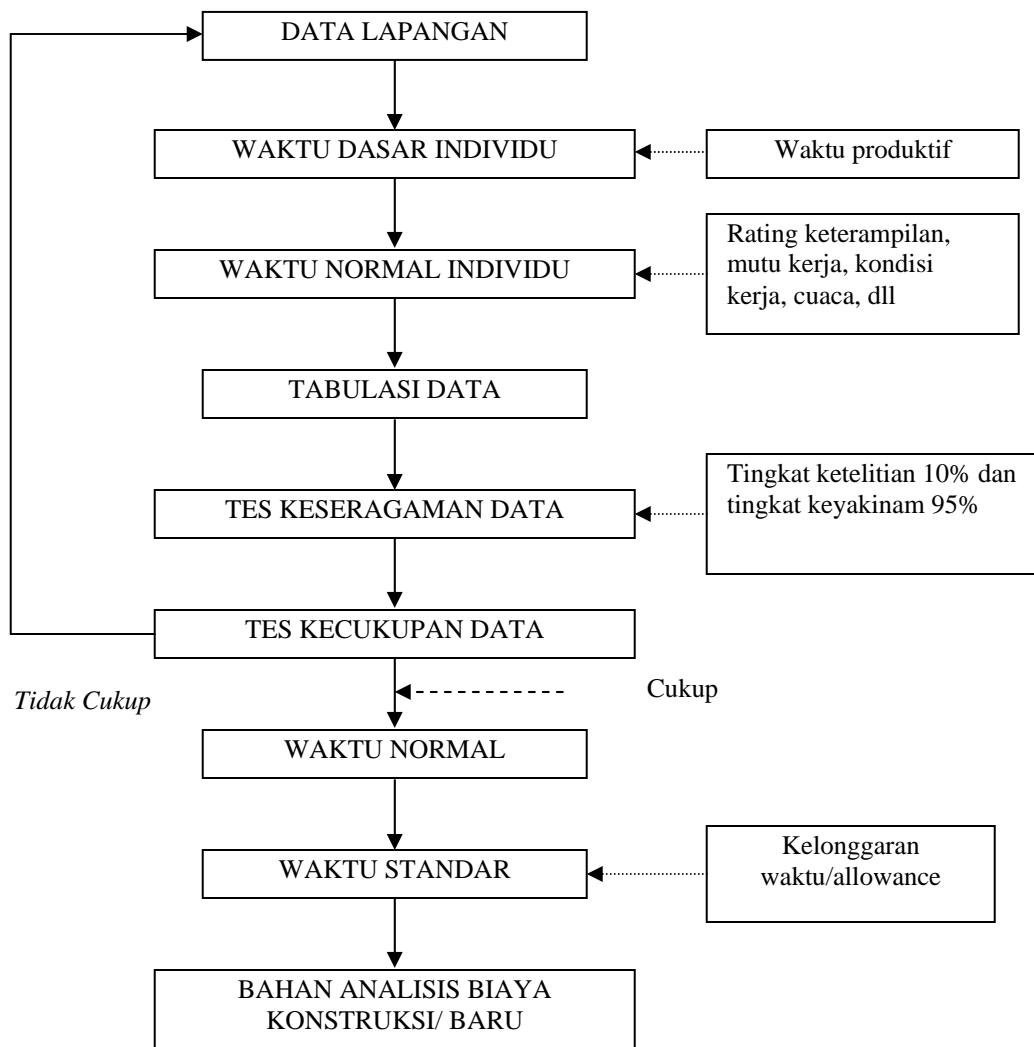 DATA LAPANGAN
WAKTU DASAR INDIVIDU
Waktu produktif
WAKTU NORMAL INDIVIDU
Rating keterampilan,
mutu kerja, kondisi
kerja, cuaca, dll
TABULASI DATA
TES KESERAGAMAN DATA
Tingkat ketelitian 10% dan
tingkat keyakinam 95%
TES KECUKUPAN DATA
Tidak Cukup
Cukup
WAKTU NORMAL
WAKTU STANDAR
Kelonggaran
waktu/allowance
BAHAN ANALISIS BIAYA
KONSTRUKSI/ BARU